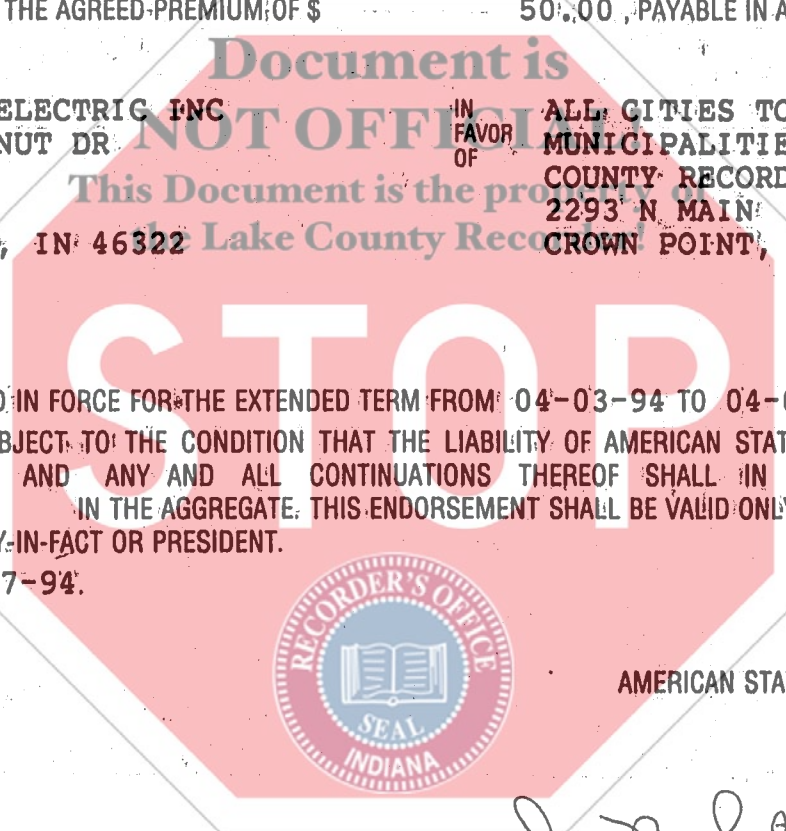 THE AGREED PREMIUM OF $ 50.00 , PAYABLE IN A
Document is
NOT OFFICIAL!
This Document is the property of
the Lake County Recorder!
ELECTRIC INC
NUT DR
, IN 46322
IN
FAVOR
OF
ALL CITIES TO
MUNICIPALITIE
COUNTY RECORD
2293 N MAIN
CROWN POINT,
STOP
IN FORCE FOR THE EXTENDED TERM FROM 04-03-94 TO 04-0
BJECT TO THE CONDITION THAT THE LIABILITY OF AMERICAN STAT
AND ANY AND ALL CONTINUATIONS THEREOF SHALL IN
IN THE AGGREGATE. THIS ENDORSEMENT SHALL BE VALID ONLY
Y-IN-FACT OR PRESIDENT.
7-94.
RECORDER'S OFFICE
SEAL
INDIANA
AMERICAN STA